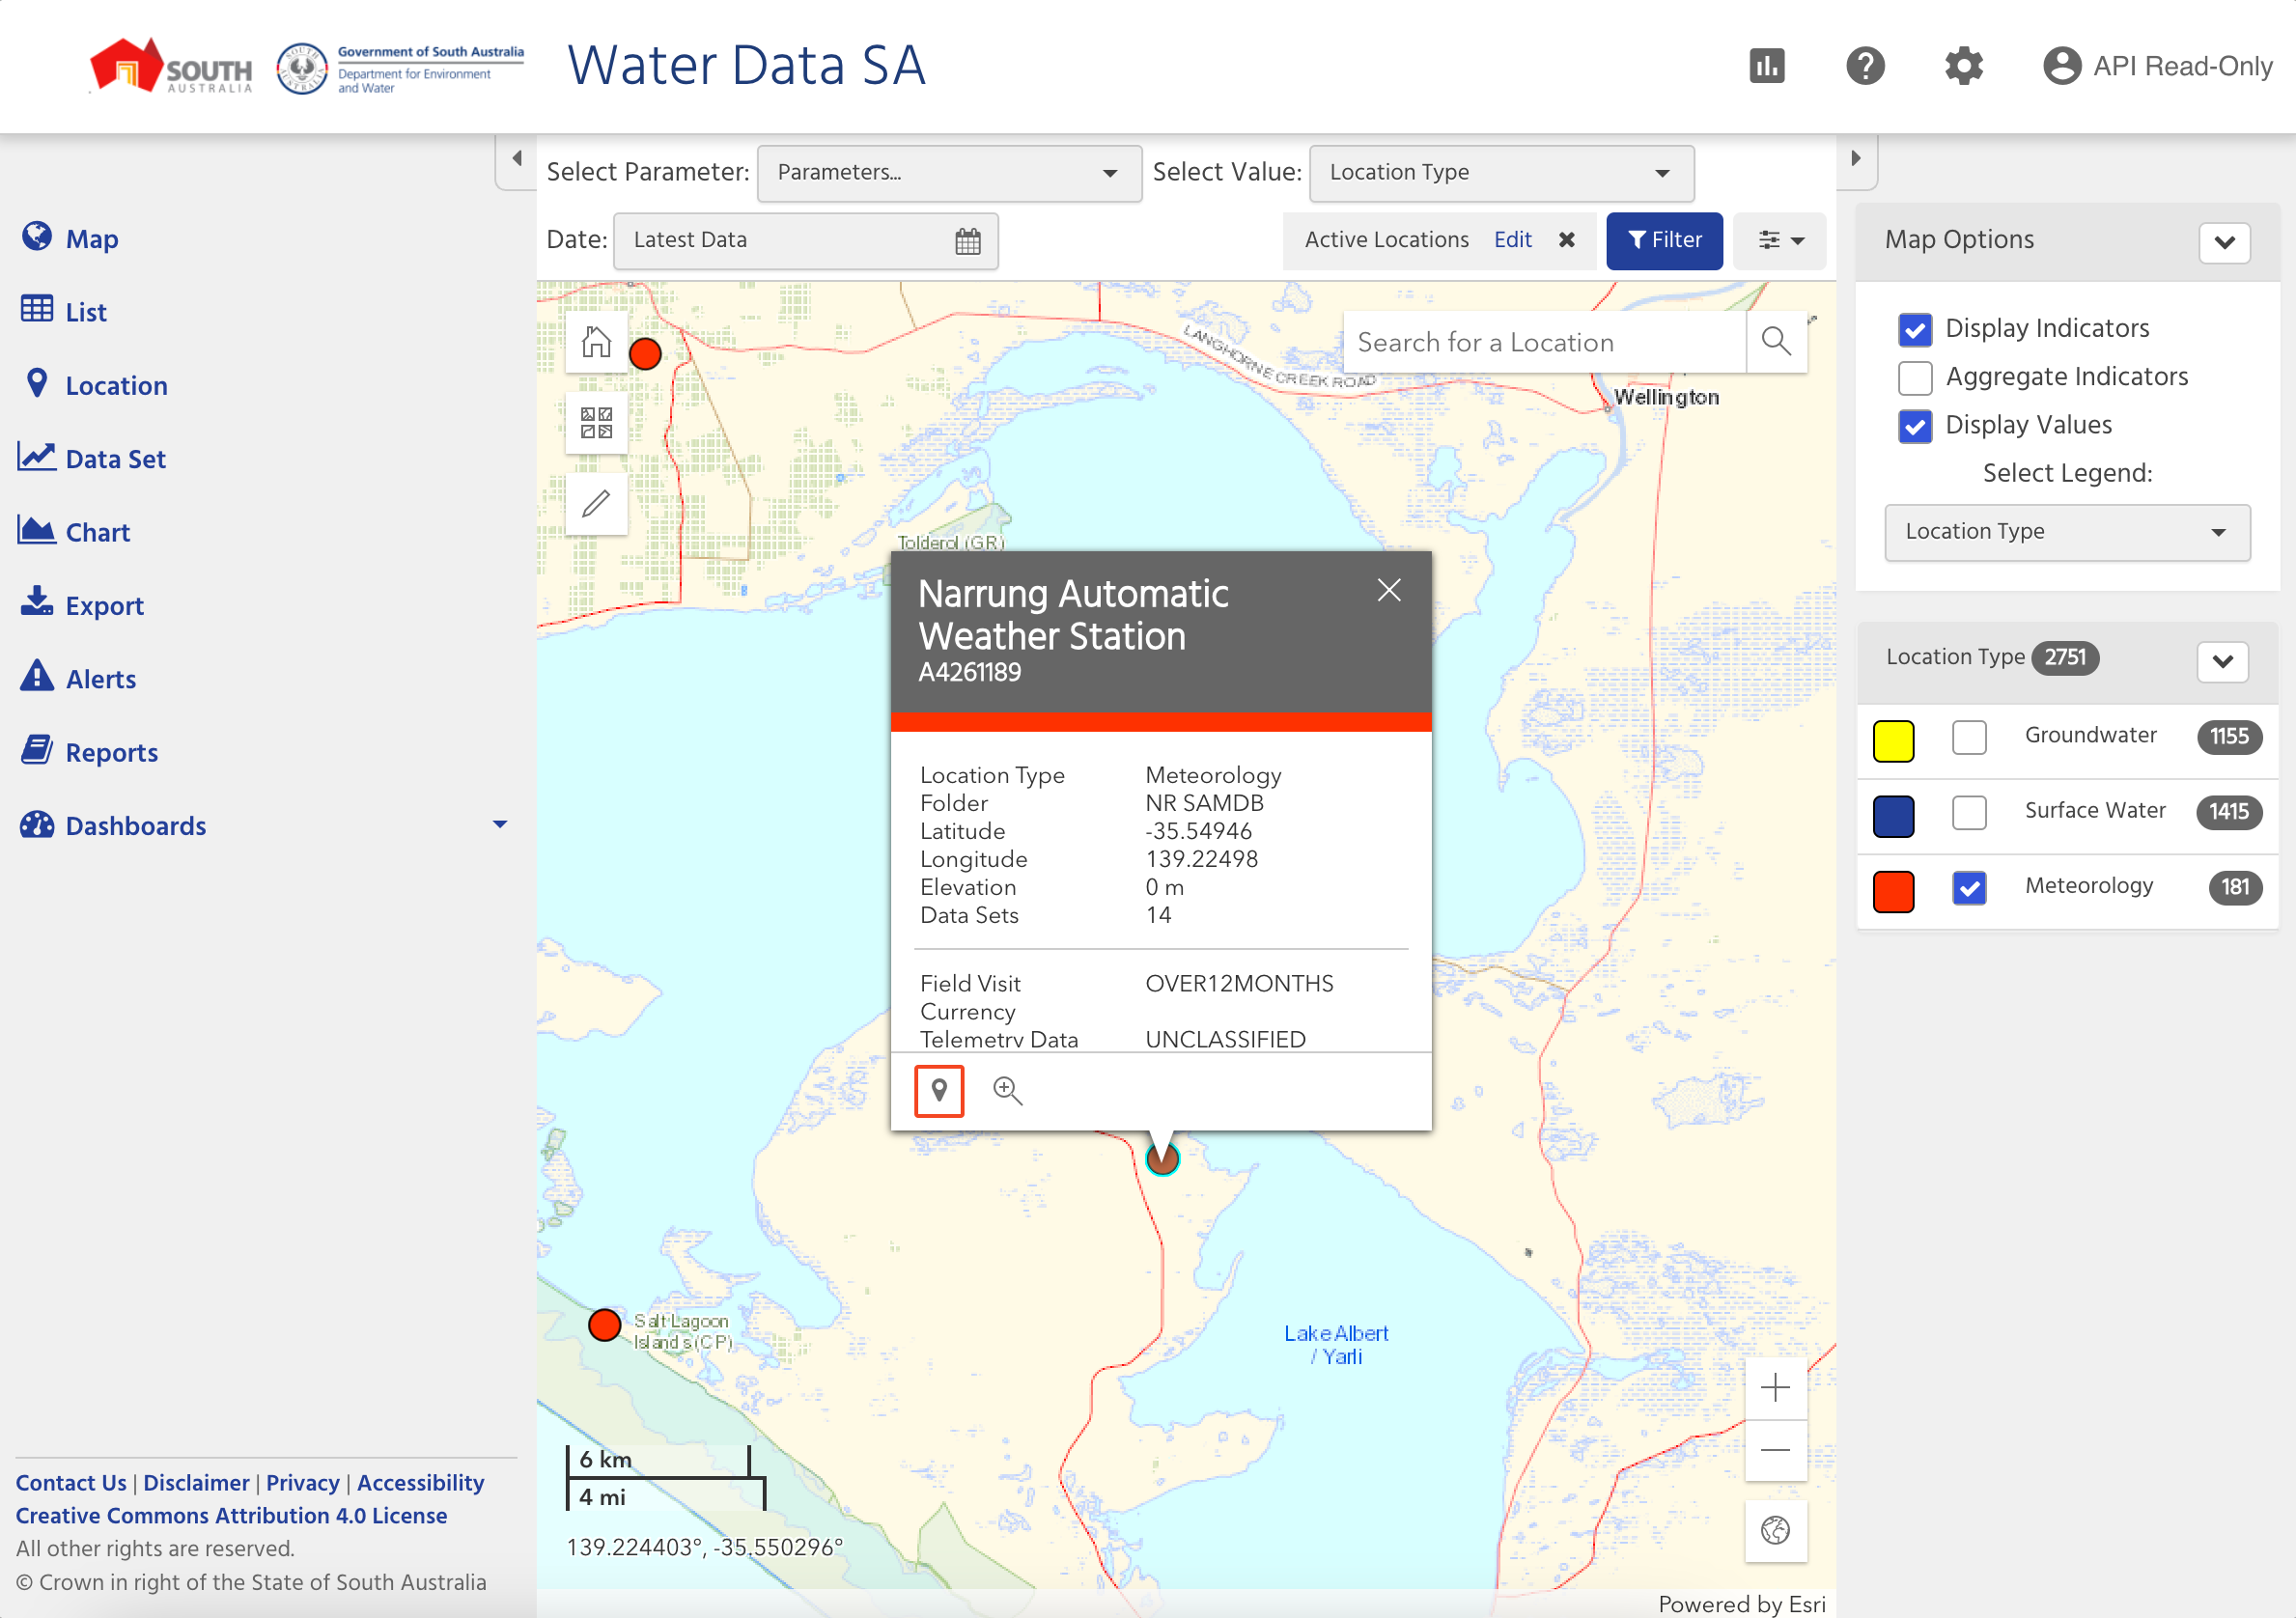 SOUTH
AUSTRALIA
Government of South Australia
Department for Environment
and Water
Water Data SA
API Read-Only
Select Parameter:
Parameters...
Select Value:
Location Type
Date:
Latest Data
Active Locations
Edit
Filter
Map
List
Location
Data Set
Chart
Export
Alerts
Reports
Dashboards
Contact Us | Disclaimer | Privacy | Accessibility
Creative Commons Attribution 4.0 License
All other rights are reserved.
© Crown in right of the State of South Australia
Search for a Location
LANGHORNE CREEK ROAD
Wellington
Tolderol (GR)
Narrung Automatic
Weather Station
A4261189
Location Type Meteorology
Folder NR SAMDB
Latitude -35.54946
Longitude 139.22498
Elevation 0 m
Data Sets 14
Field Visit OVER12MONTHS
Currency
Telemetry Data UNCLASSIFIED
Salt Lagoon
Islands (CP)
Lake Albert
/ Yarli
6 km
4 mi
139.224403°, -35.550296°
Powered by Esri
Map Options
Display Indicators
Aggregate Indicators
Display Values
Select Legend:
Location Type
Location Type 2751
Groundwater 1155
Surface Water 1415
Meteorology 181